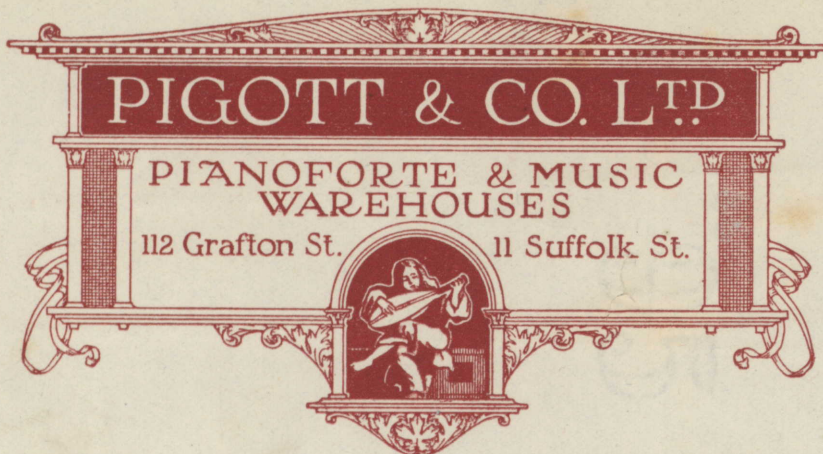 PIGOTT & CO. LTD
PIANOFORTE & MUSIC
WAREHOUSES
112 Grafton St. 11 Suffolk St.